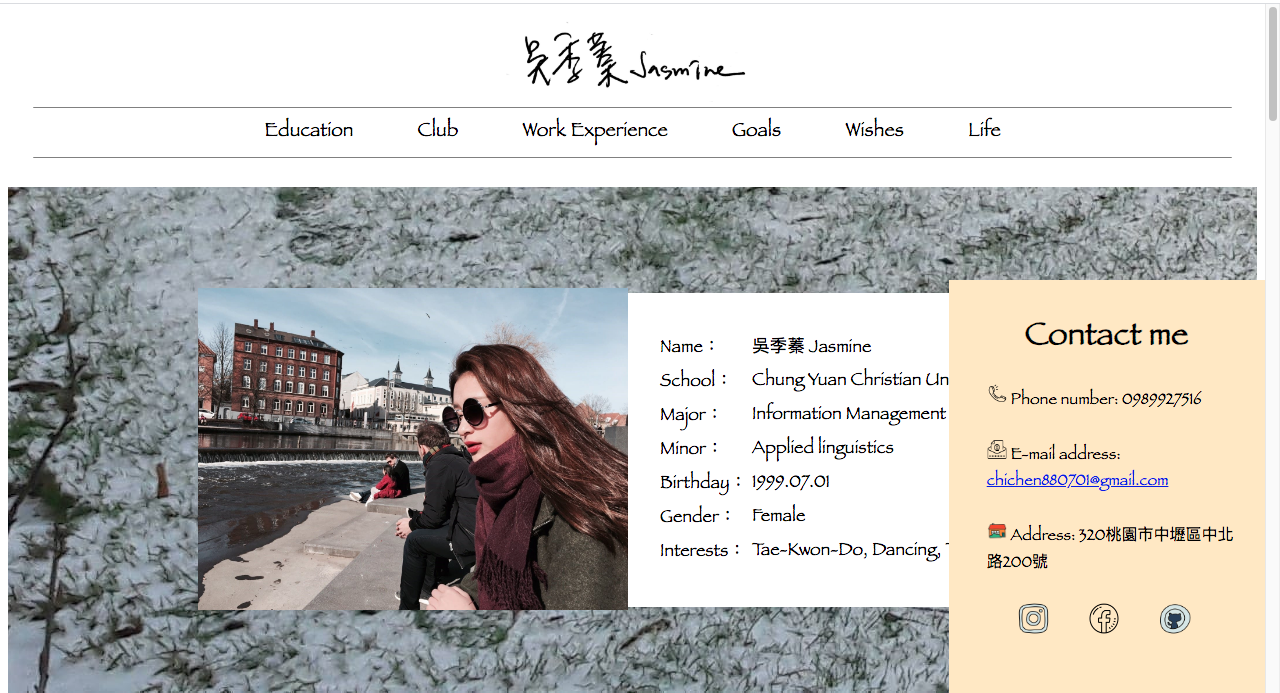 吳季蓁 Jasmine
Education Club Work Experience Goals Wishes Life
Name： 吳季蓁 Jasmine
School： Chung Yuan Christian Un
Major： Information Management
Minor： Applied linguistics
Birthday： 1999.07.01
Gender： Female
Interests： Tae-Kwon-Do, Dancing,
Contact me
Phone number: 0989927516
E-mail address:
chichen880701@gmail.com
Address: 320桃園市中壢區中北
路200號